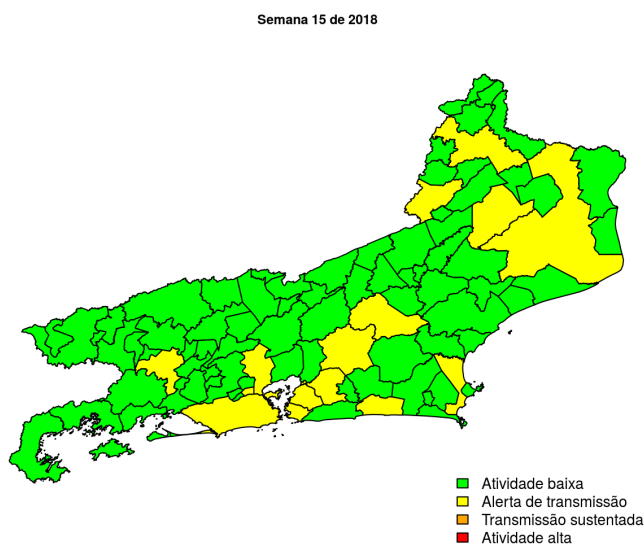 Semana 15 de 2018
Atividade baixa
Alerta de transmissão
Transmissão sustentada
Atividade alta